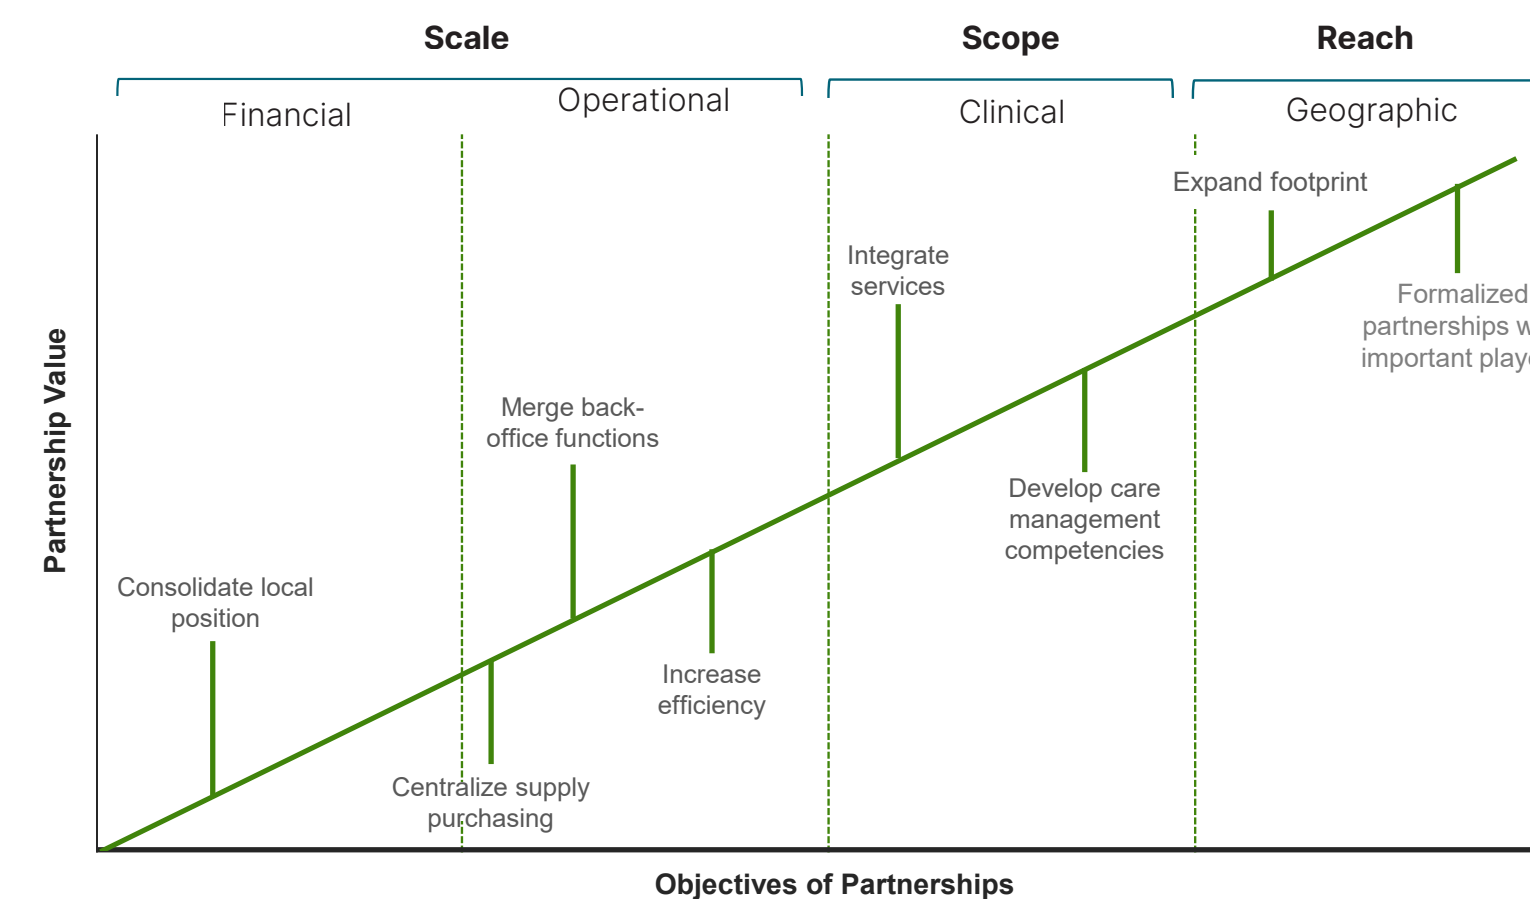 Scale
Scope
Reach
Financial
Operational
Clinical
Geographic
Expand footprint
Integrate
services
Formalized
partnerships
important
Merge back-
office functions
Develop care
management
competencies
Consolidate local
position
Increase
efficiency
Centralize supply
purchasing
Partnership Value
Objectives of Partnerships